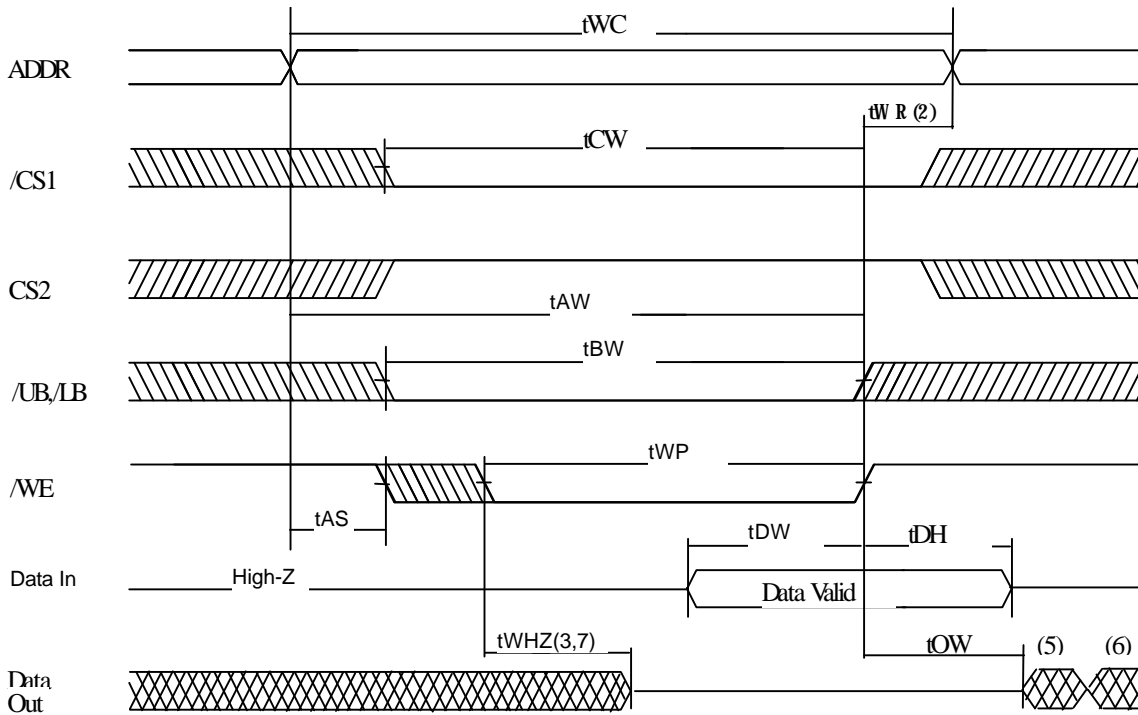 tWC
ADDR
tWR(2)
tCW
/CS1
CS2
tAW
tBW
/UB,/LB
tWP
/WE
tAS
tDW
tDH
Data In
High-Z
Data Valid
tWHZ(3,7)
tOW
(5)
(6)
Data
Out